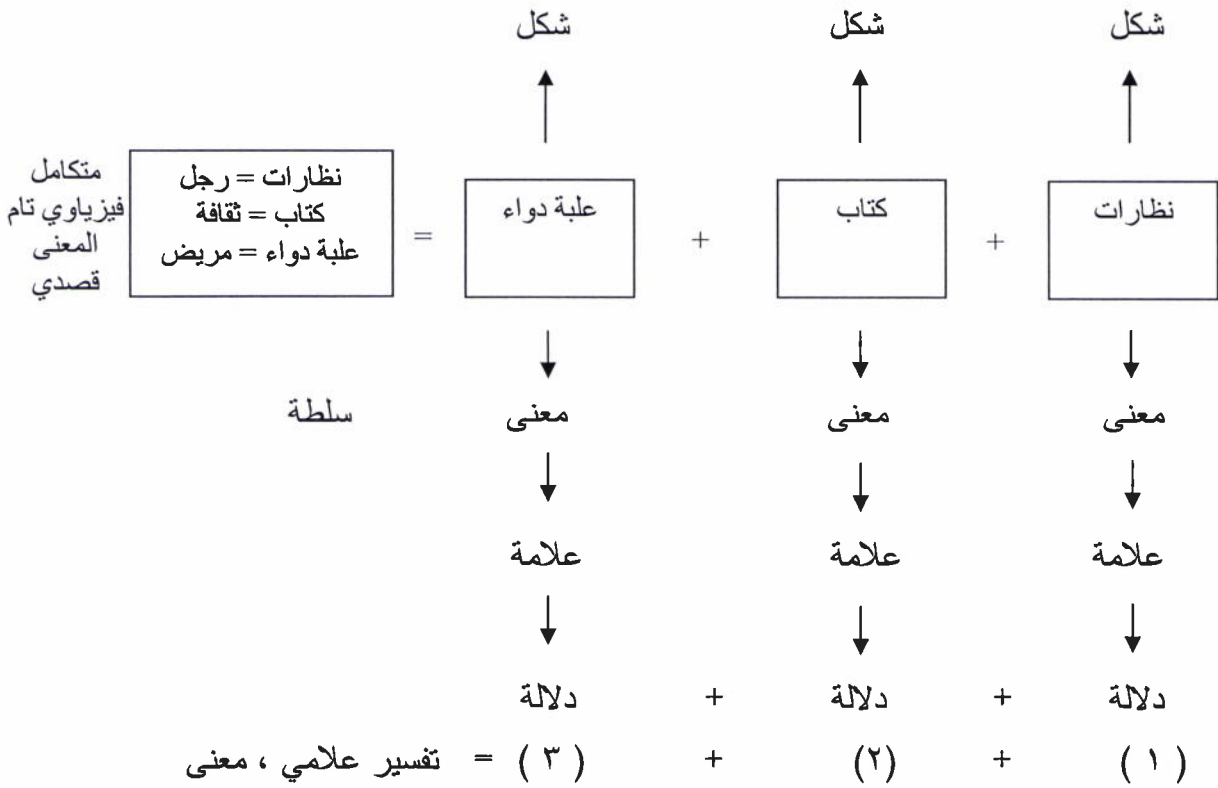 شكل شكل شكل
نظارات + كتاب + علبة دواء =
نظارات = رجل
كتاب = ثقافة
علبة دواء = مريض
متكامل
فيزياوي تام
المعنى
قصدي
معنى معنى معنى سلطة
علامة علامة علامة
دلالة + دلالة + دلالة
( ١ ) + (٢) + ( ٣ ) = تفسير علامي ، معنى